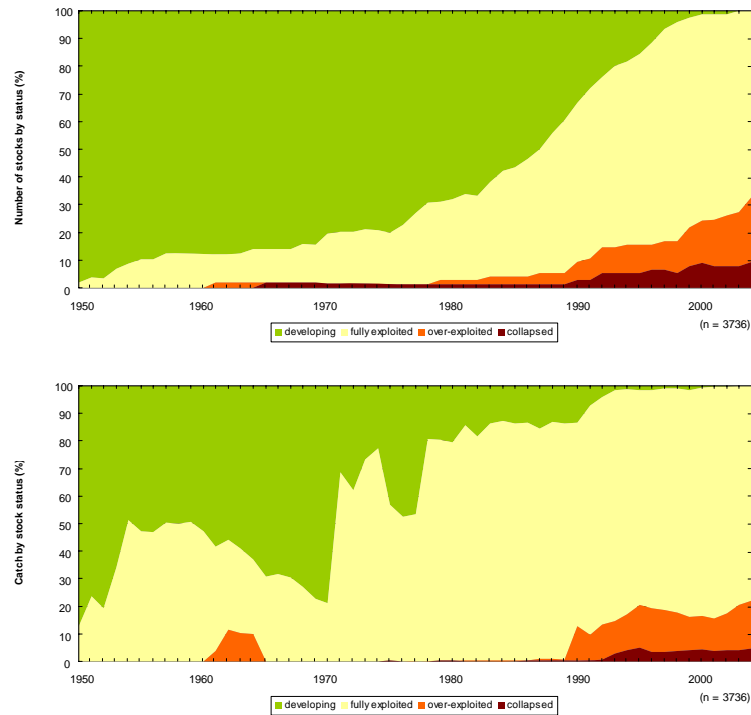 Number of stocks by status (%)
100
90
80
70
60
50
40
30
20
10
0
1950 1960 1970 1980 1990 2000
(n = 3736)
developing fully exploited over-exploited collapsed
Catch by stock status (%)
100
90
80
70
60
50
40
30
20
10
0
1950 1960 1970 1980 1990 2000
(n = 3736)
developing fully exploited over-exploited collapsed